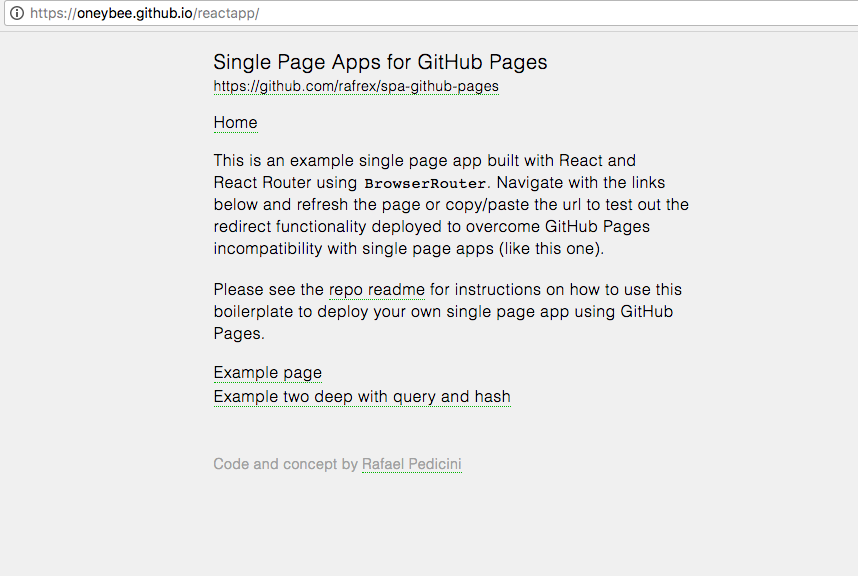 https://oneybee.github.io/reactapp/
Single Page Apps for GitHub Pages
https://github.com/rafrex/spa-github-pages
Home
This is an example single page app built with React and
React Router using BrowserRouter. Navigate with the links
below and refresh the page or copy/paste the url to test out the
redirect functionality deployed to overcome GitHub Pages
incompatibility with single page apps (like this one).
Please see the repo readme for instructions on how to use this
boilerplate to deploy your own single page app using GitHub
Pages.
Example page
Example two deep with query and hash
Code and concept by Rafael Pedicini